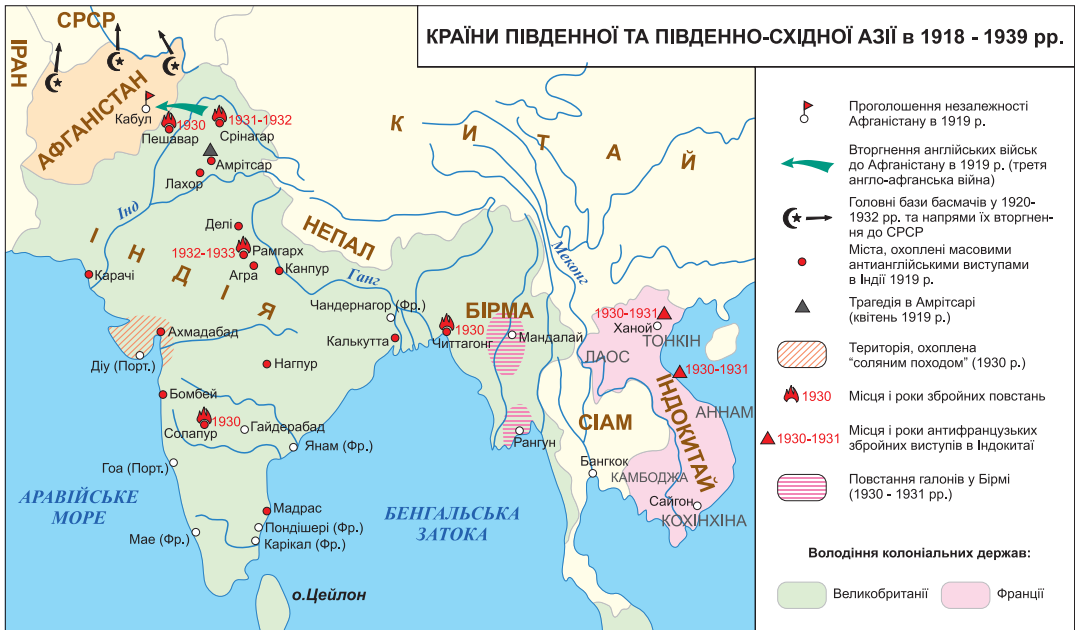 КРАЇНИ ПІВДЕННОЇ ТА ПІВДЕННО-СХІДНОЇ АЗІЇ в 1918 - 1939 рр.
СРСР
ІРАН
АФГАНІСТАН
Кабул
1930
Пешавар
1931-1932
Срінагар
Амрітсар
Лахор
Інд
КИТАЙ
Делі
НЕПАЛ
1932-1933
Рамгарх
Агра
Канпур
Ганг
Меконг
Карачі
ІНДІЯ
Чандернагор (Фр.)
БІРМА
1930
Калькутта
Читтагонг
Мандалай
1930-1931
Ханой
ТОНКІН
ЛАОС
1930-1931
Ахмадабад
Діу (Порт.)
Нагпур
Бомбей
1930
Солапур
Гайдерабад
Янам (Фр.)
Рангун
СІАМ
ІНДОКИТАЙ
АННАМ
Гоа (Порт.)
Бангкок
КАМБОДЖА
Сайгон
КОХІНХІНА
АРАВІЙСЬКЕ
МОРЕ
БЕНГАЛЬСЬКА
ЗАТОКА
Мадрас
Пондішері (Фр.)
Мае (Фр.)
Карікал (Фр.)
о.Цейлон
Проголошення незалежності
Афганістану в 1919 р.
Вторгнення англійських військ
до Афганістану в 1919 р. (третя
англо-афганська війна)
Головні бази басмачів у 1920-
1932 рр. та напрями їх вторгнен-
ня до СРСР
Міста, охоплені масовими
антианглійськими виступами
в Індії 1919 р.
Трагедія в Амрітсарі
(квітень 1919 р.)
Територія, охоплена
“соляним походом” (1930 р.)
1930
Місця і роки збройних повстань
1930-1931
Місця і роки антифранцузьких
збройних виступів в Індокитаї
Повстання галонів у Бірмі
(1930 - 1931 рр.)
Володіння колоніальних держав:
Великобританії
Франції